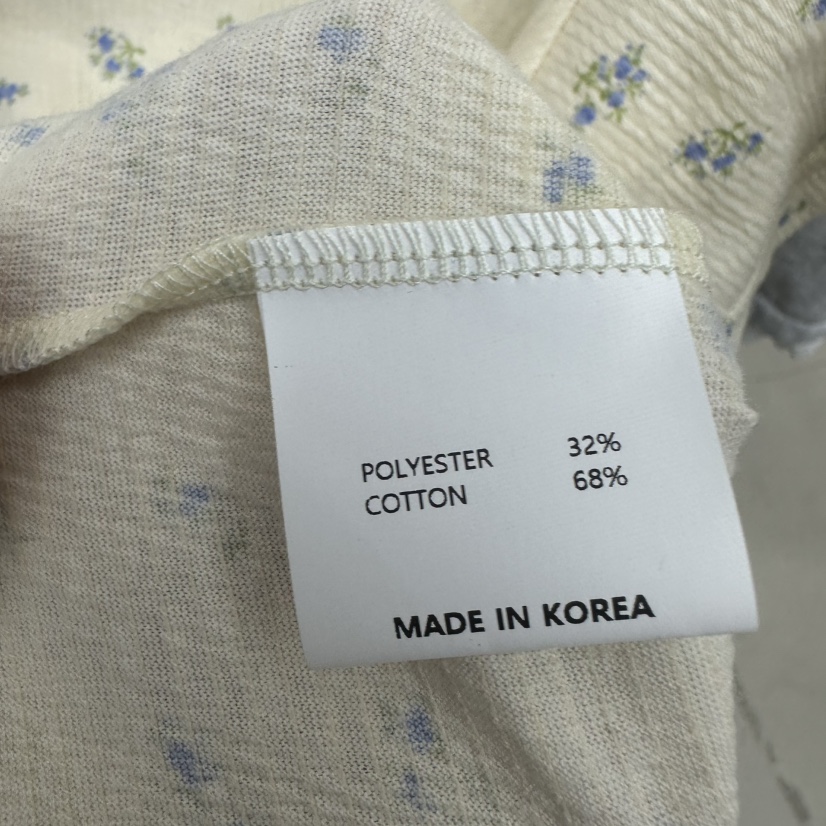 POLYESTER 32%
COTTON 68%
MADE IN KOREA